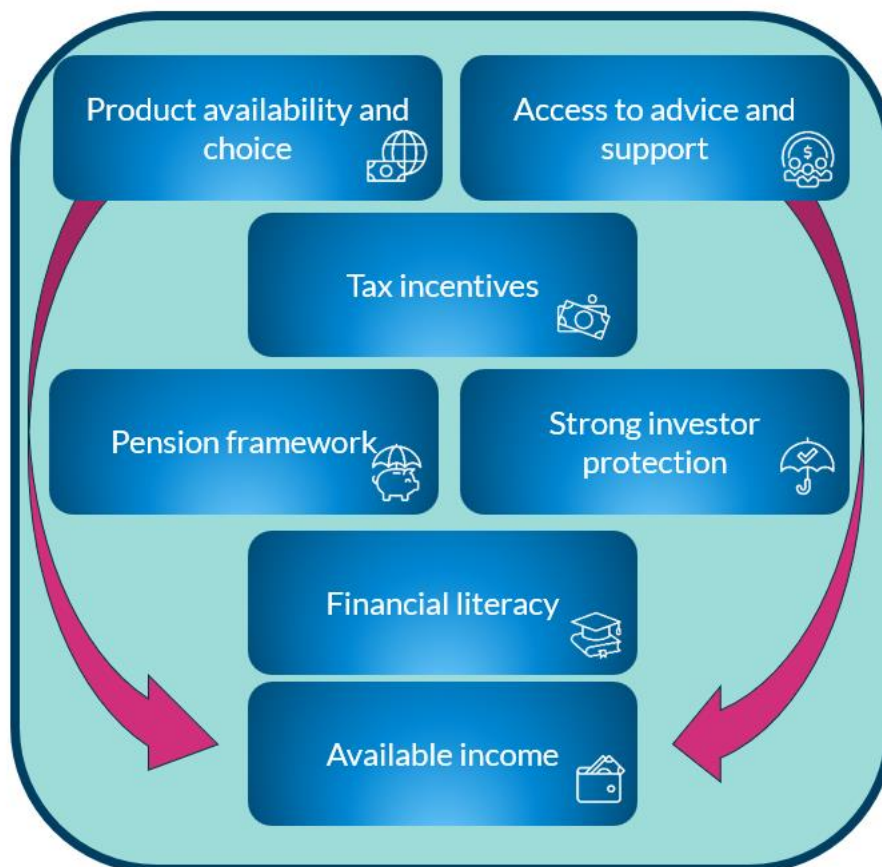 Product availability and
choice
Access to advice and
support
$
Tax incentives
Pension framework
Strong investor
protection
Financial literacy
Available income